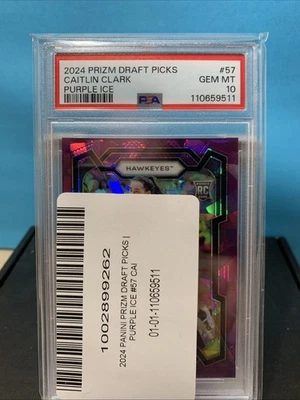 2024 PRIZM DRAFT PICKS #57
CAITLIN CLARK GEM MT
PURPLE ICE PSA 10
110659511
HAWKEYES
RC
1002899262
2024 PANINI PRIZM DRAFT PICKS |
PURPLE ICE #57 CAI
01-01-110659511